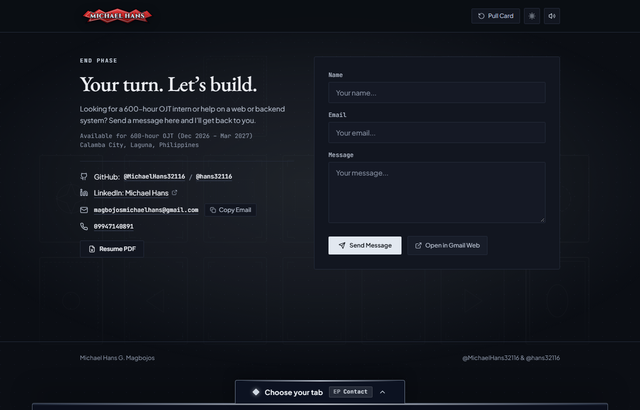 MICHAEL HANS
Pull Card
END PHASE
Your turn. Let's build.
Looking for a 600-hour OJT intern or help on a web or backend
system? Send a message here and I'll get back to you.
Available for 600-hour OJT (Dec 2026 – Mar 2027)
Calamba City, Laguna, Philippines
GitHub: @MichaelHans32116 / @hans32116
LinkedIn: Michael Hans
magbojosmichaelhans@gmail.com Copy Email
09947140891
Resume PDF
Name
Your name...
Email
Your email...
Message
Your message...
Send Message Open in Gmail Web
Michael Hans G. Magbojos
@MichaelHans32116 & @hans32116
Choose your tab EP Contact